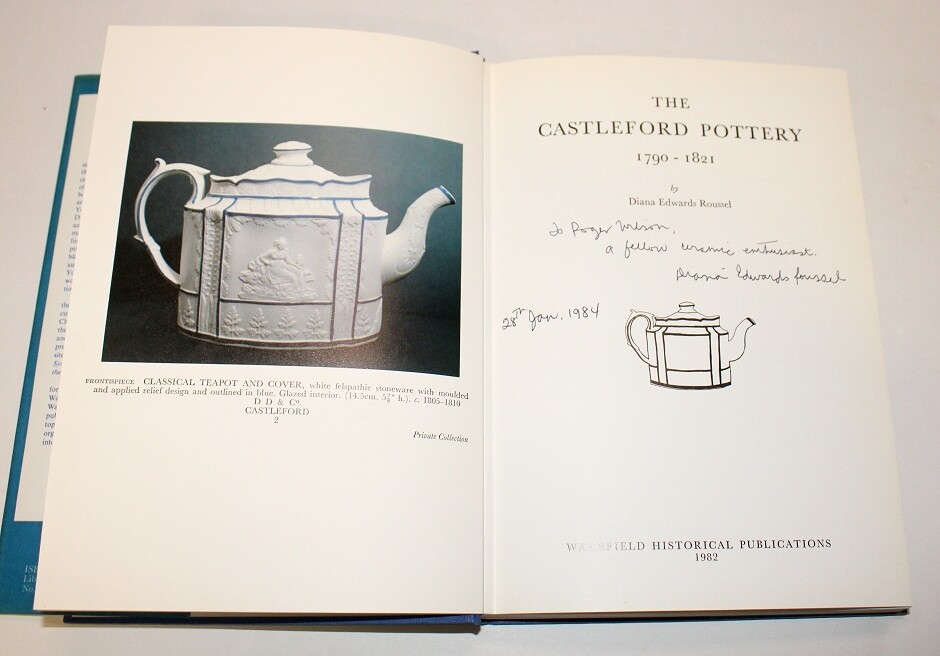 FRONTISPIECE CLASSICAL TEAPOT AND COVER, white felspathic stoneware with moulded
and applied relief design and outlined in blue. Glazed interior. (14.5cm. 5⅞" h.). c. 1805–1810
D D & Cº.
CASTLEFORD
2
Private Collection
THE
CASTLEFORD POTTERY
1790 - 1821
by
Diana Edwards Roussel
To Roger Wilson,
a fellow ceramic enthusiast.
Diana Edwards Roussel
28th Jan. 1984
WAKEFIELD HISTORICAL PUBLICATIONS
1982